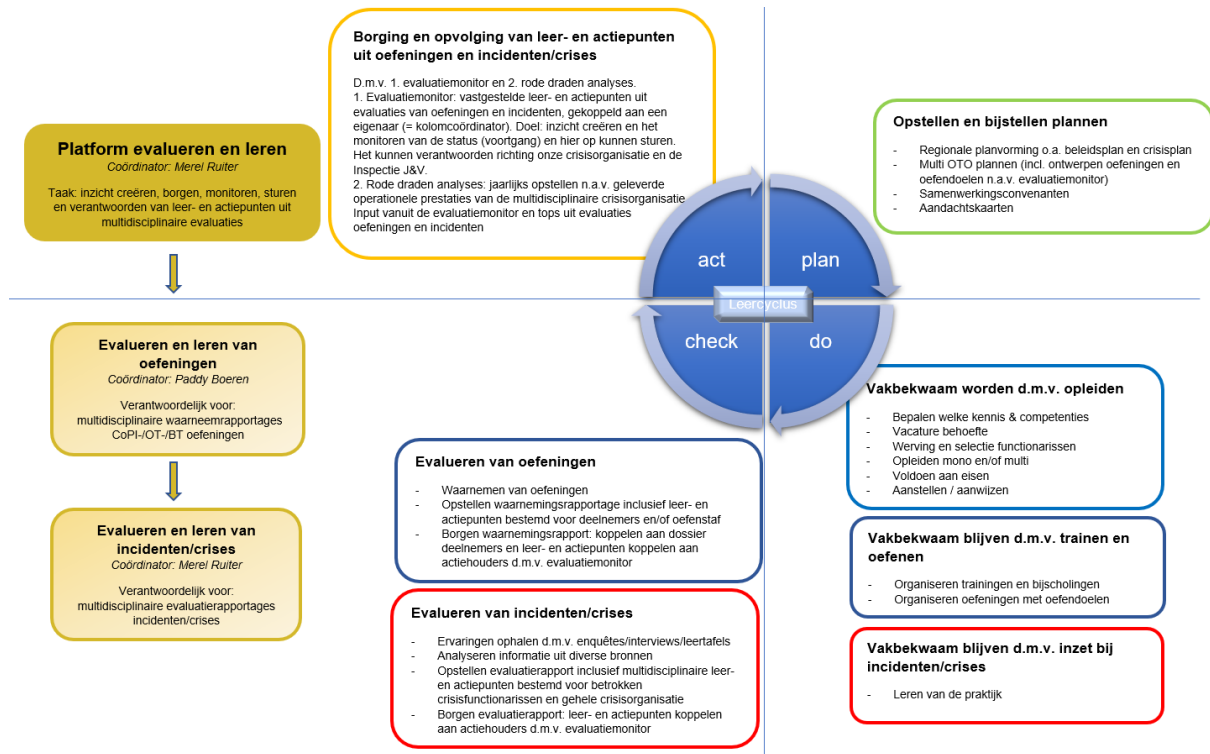 Platform evalueren en leren
Coördinator: Merel Ruiter
Taak: inzicht creëren, borgen, monitoren, sturen
en verantwoorden van leer- en actiepunten uit
multidisciplinaire evaluaties
Evalueren en leren van
oefeningen
Coördinator: Paddy Boeren
Verantwoordelijk voor:
multidisciplinaire waarneemrapportages
CoPI-/OT-/BT oefeningen
Evalueren en leren van
incidenten/crises
Coördinator: Merel Ruiter
Verantwoordelijk voor:
multidisciplinaire evaluatierapportages
incidenten/crises
Borging en opvolging van leer- en actiepunten
uit oefeningen en incidenten/crises
D.m.v. 1. evaluatiemonitor en 2. rode draden analyses.
1. Evaluatiemonitor: vastgestelde leer- en actiepunten uit
evaluaties van oefeningen en incidenten, gekoppeld aan een
eigenaar (= kolomcoördinator). Doel: inzicht creëren en het
monitoren van de status (voortgang) en hier op kunnen sturen.
Het kunnen verantwoorden richting onze crisisorganisatie en de
Inspectie J&V.
2. Rode draden analyses: jaarlijks opstellen n.a.v. geleverde
operationele prestaties van de multidisciplinaire crisisorganisatie
Input vanuit de evaluatiemonitor en tops uit evaluaties
oefeningen en incidenten
act
plan
Leercyclus
check
do
Opstellen en bijstellen plannen
- Regionale planvorming o.a. beleidsplan en crisisplan
- Multi OTO plannen (incl. ontwerpen oefeningen en
oefendoelen n.a.v. evaluatiemonitor)
- Samenwerkingsconvenanten
- Aandachtskaarten
Evalueren van oefeningen
- Waarnemen van oefeningen
- Opstellen waarnemingsrapportage inclusief leer- en
actiepunten bestemd voor deelnemers en/of oefenstaf
- Borgen waarnemingsrapport: koppelen aan dossier
deelnemers en leer- en actiepunten koppelen aan
actiehouders d.m.v. evaluatiemonitor
Evalueren van incidenten/crises
- Ervaringen ophalen d.m.v. enquêtes/interviews/leertafels
- Analyseren informatie uit diverse bronnen
- Opstellen evaluatierapport inclusief multidisciplinaire leer-
en actiepunten bestemd voor betrokken
crisisfunctionarissen en gehele crisisorganisatie
- Borgen evaluatierapport: leer- en actiepunten koppelen
aan actiehouders d.m.v. evaluatiemonitor
Vakbekwaam worden d.m.v. opleiden
- Bepalen welke kennis & competenties
- Vacature behoefte
- Werving en selectie functionarissen
- Opleiden mono en/of multi
- Voldoen aan eisen
- Aanstellen / aanwijzen
Vakbekwaam blijven d.m.v. trainen en
oefenen
- Organiseren trainingen en bijscholingen
- Organiseren oefeningen met oefendoelen
Vakbekwaam blijven d.m.v. inzet bij
incidenten/crises
- Leren van de praktijk